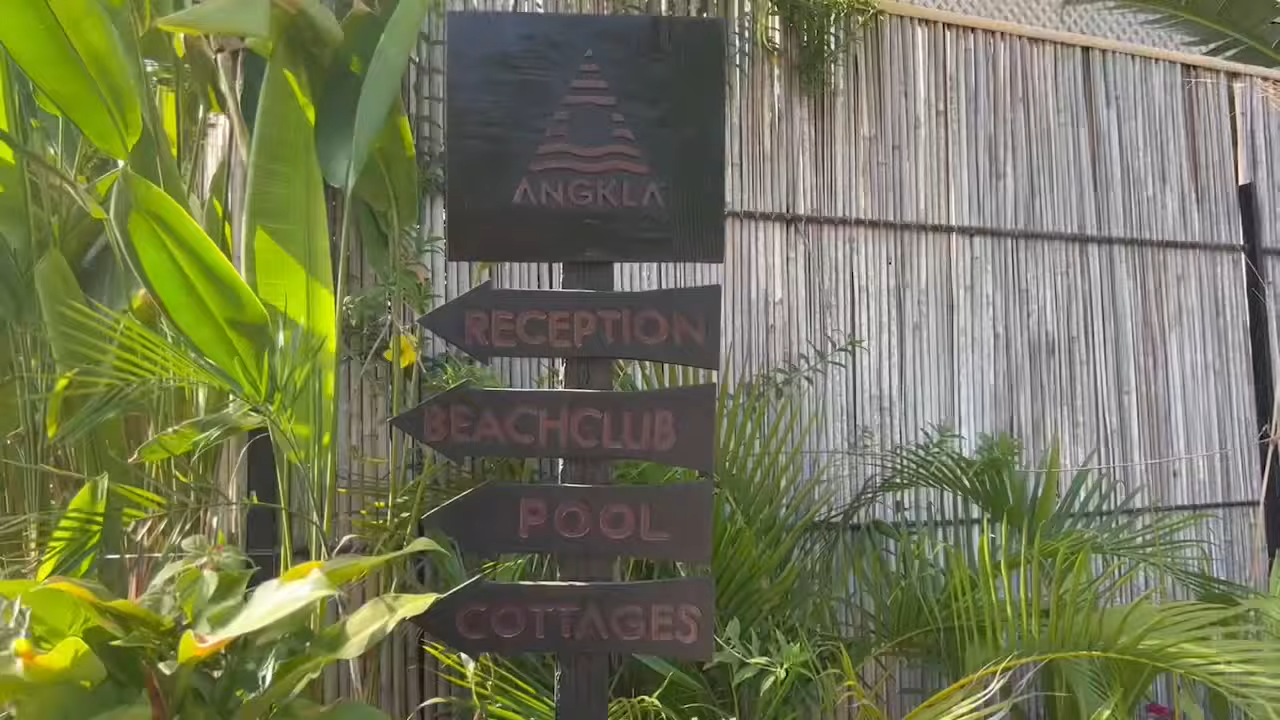 ANGKLA
RECEPTION
BEACHCLUB
POOL
COTTAGES